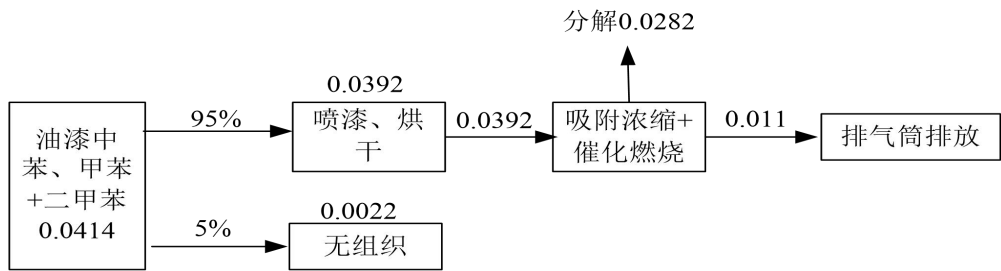 分解0.0282
0.0392
95%
油漆中
苯、甲苯
+二甲苯
0.0414
喷漆、烘
干
0.0392
吸附浓缩+
催化燃烧
0.011
排气筒排放
0.0022
5%
无组织